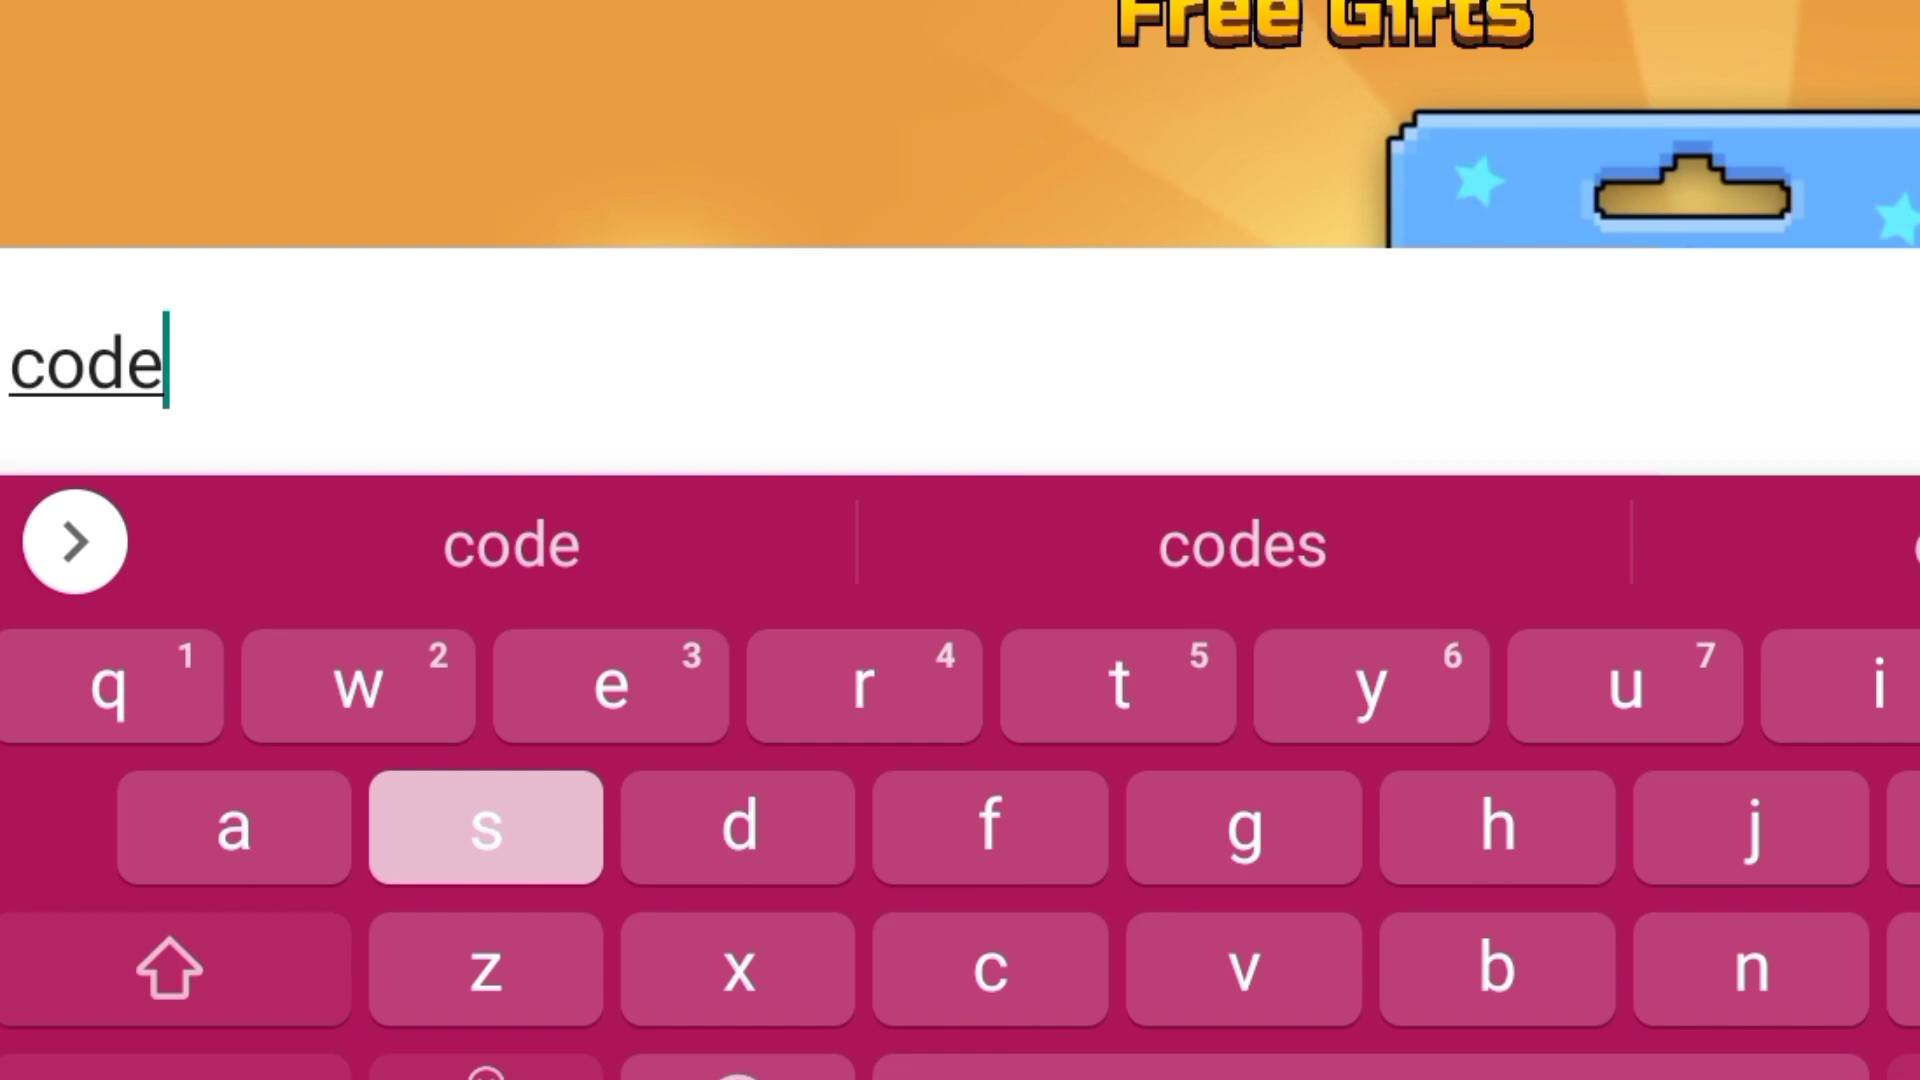 Free Gifts
code
code codes
q 1 w 2 e 3 r 4 t 5 y 6 u 7 i
a s d f g h j
z x c v b n